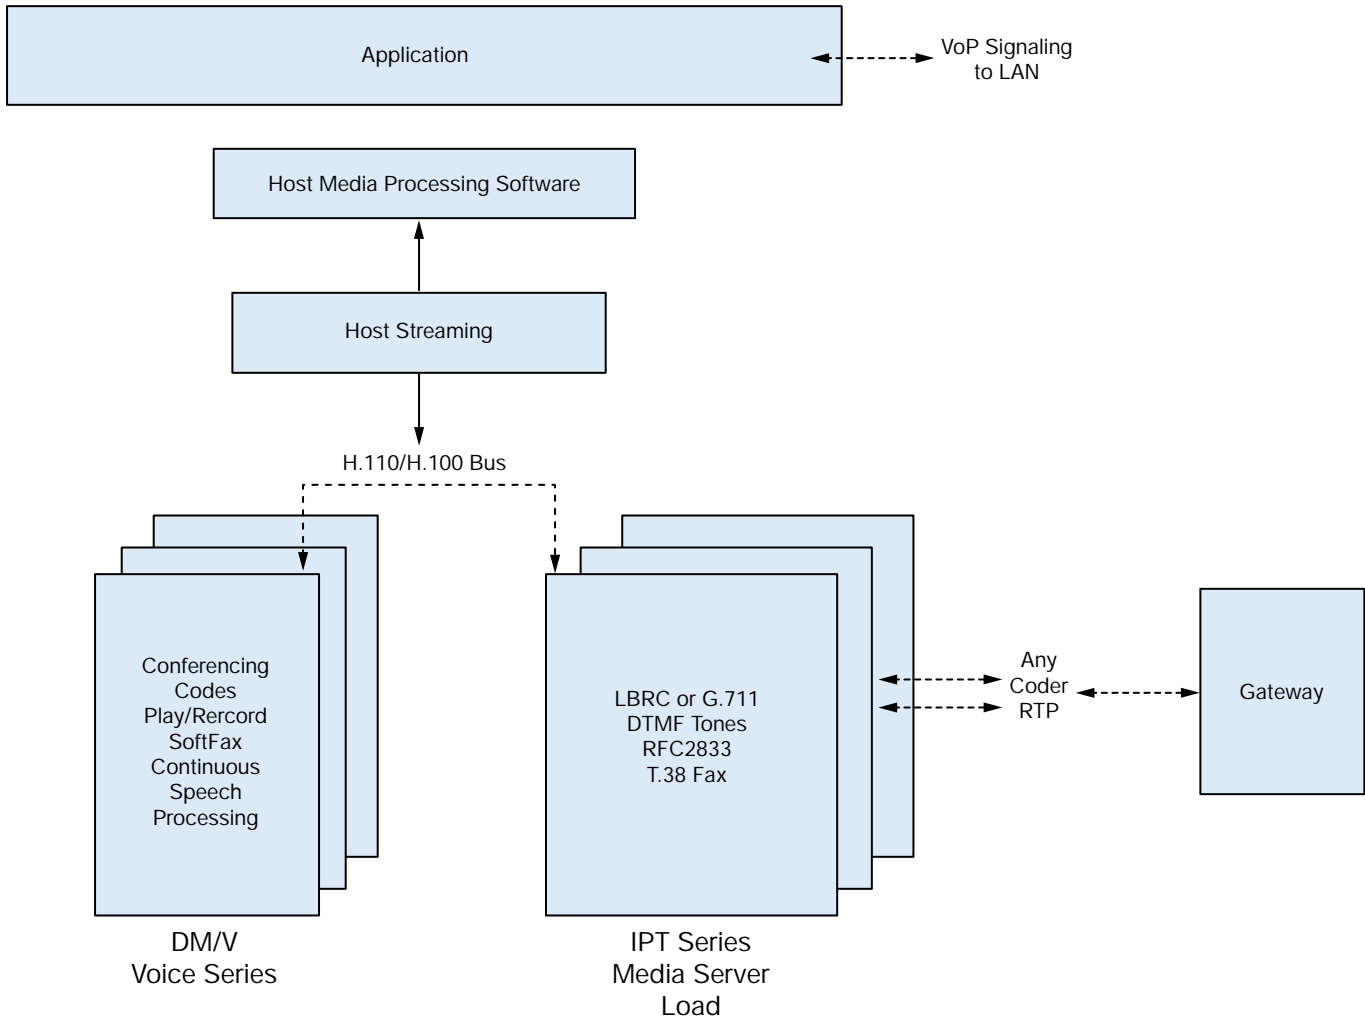 Application
VoP Signaling
to LAN
Host Media Processing Software
Host Streaming
H.110/H.100 Bus
Conferencing
Codes
Play/Rercord
SoftFax
Continuous
Speech
Processing
LBRC or G.711
DTMF Tones
RFC2833
T.38 Fax
Any
Coder
RTP
Gateway
DM/V
Voice Series
IPT Series
Media Server
Load